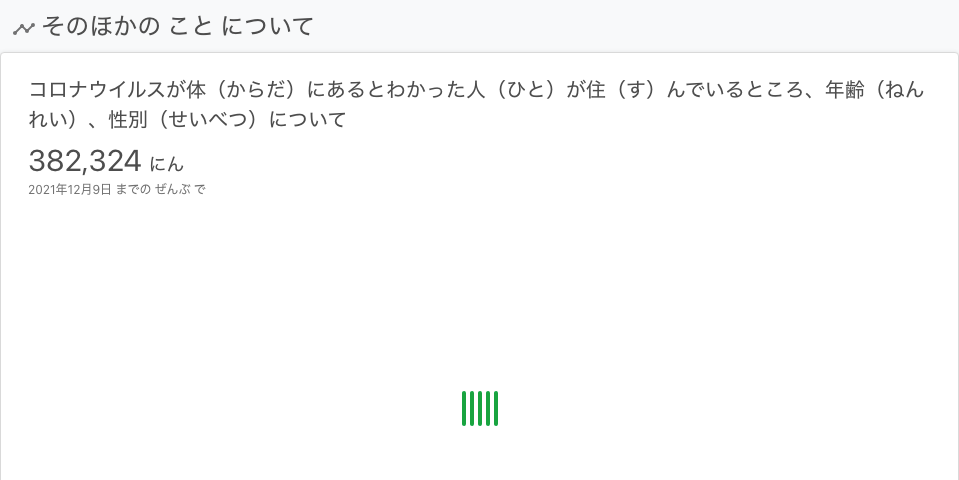 そのほかの こと について
コロナウイルスが体（からだ）にあるとわかった人（ひと）が住（す）んでいるところ、年齢（ねん
れい）、性別（せいべつ）について
382,324 にん
2021年12月9日 までの ぜんぶ で